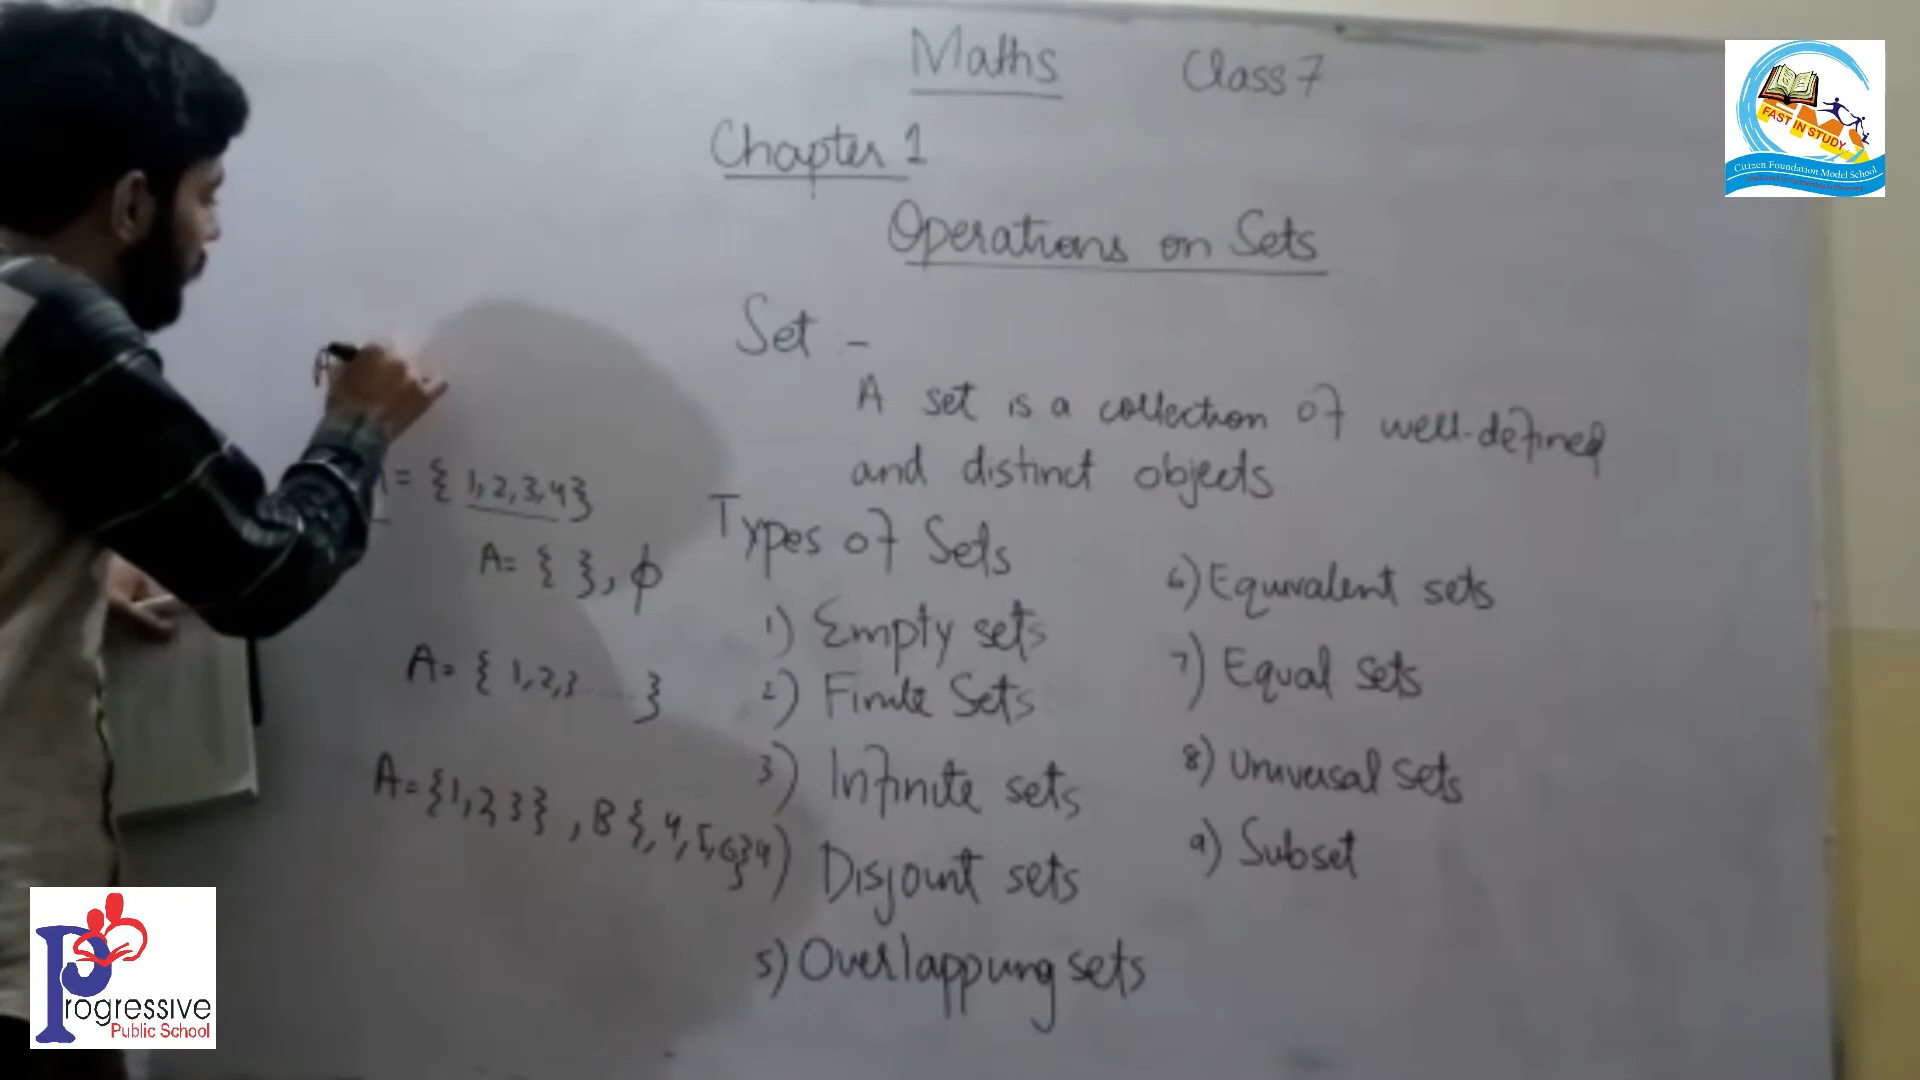 Maths Class 7
Chapter 1
Operations on Sets
Set -
A set is a collection of well-defined
and distinct objects
Types of Sets
1) Empty sets
2) Finite Sets
3) Infinite sets
4) Disjoint sets
5) Overlapping sets
6) Equivalent sets
7) Equal sets
8) Universal sets
9) Subset
A = { 1, 2, 3, 4 }
A = { }, ϕ
A = { 1, 2, 3 ..... }
A = {1, 2 3} , B {, 4, 5, 6}
FAST IN STUDY
Citizen Foundation Model School
Progressive
Public School